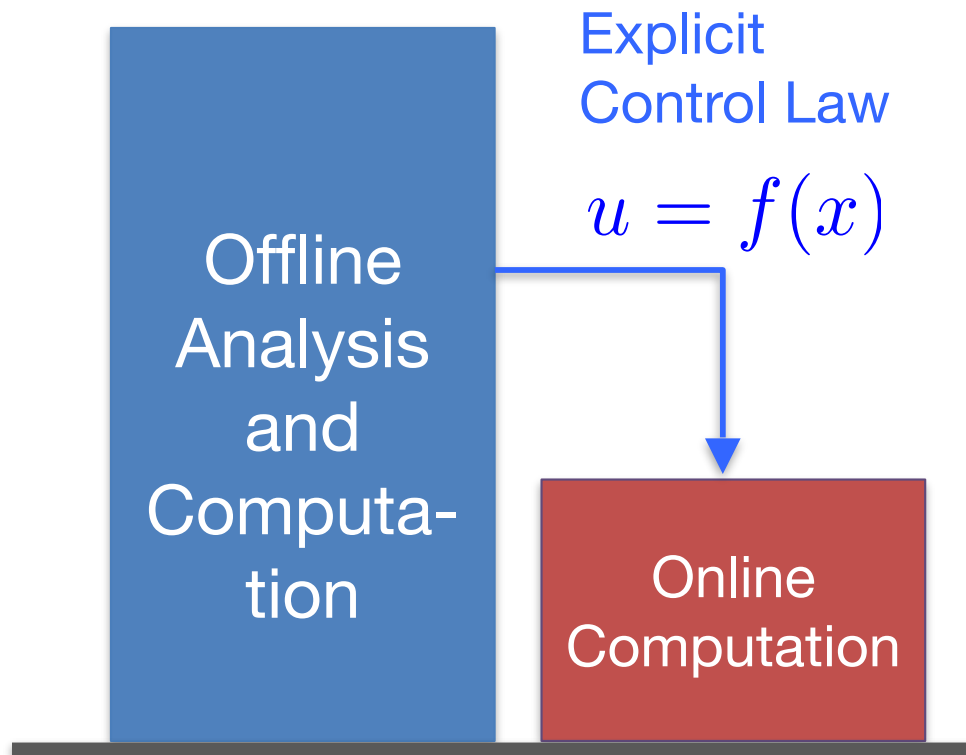 Explicit
Control Law
u = f(x)
Offline
Analysis
and
Computa-
tion
Online
Computation